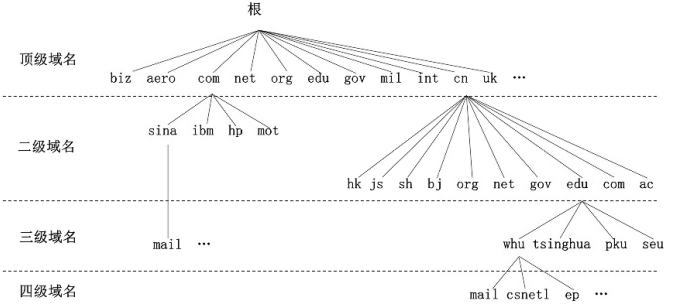 根
顶级域名
biz aero com net org edu gov mil int cn uk …
sina ibm hp mot
二级域名
hk js sh bj org net gov edu com ac
三级域名
mail …
whu tsinghua pku seu
四级域名
mail csnetl ep …